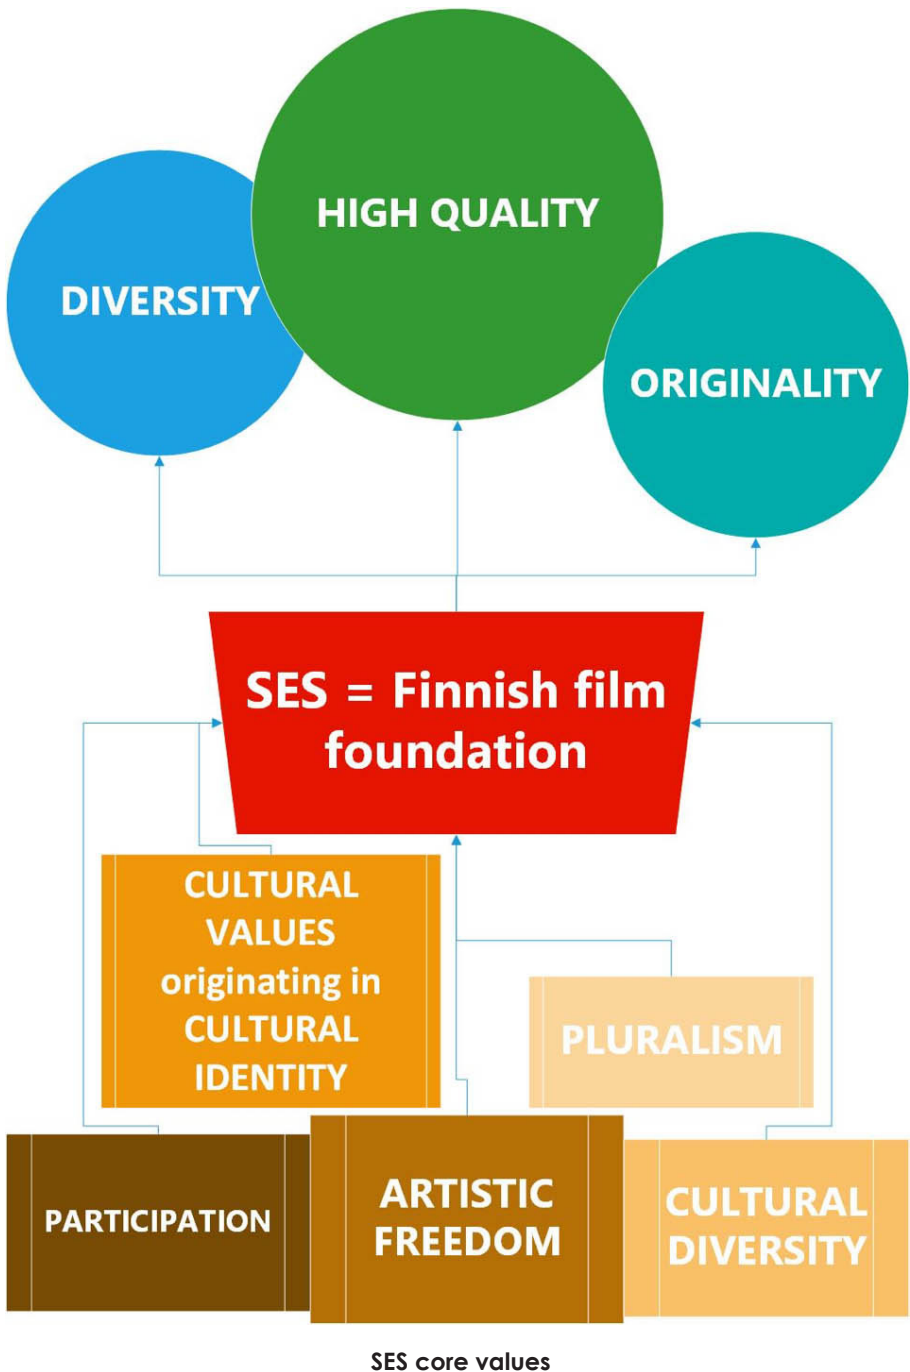 HIGH QUALITY
DIVERSITY
ORIGINALITY
SES = Finnish film
foundation
CULTURAL
VALUES
originating in
CULTURAL
IDENTITY
PLURALISM
PARTICIPATION
ARTISTIC
FREEDOM
CULTURAL
DIVERSITY
SES core values